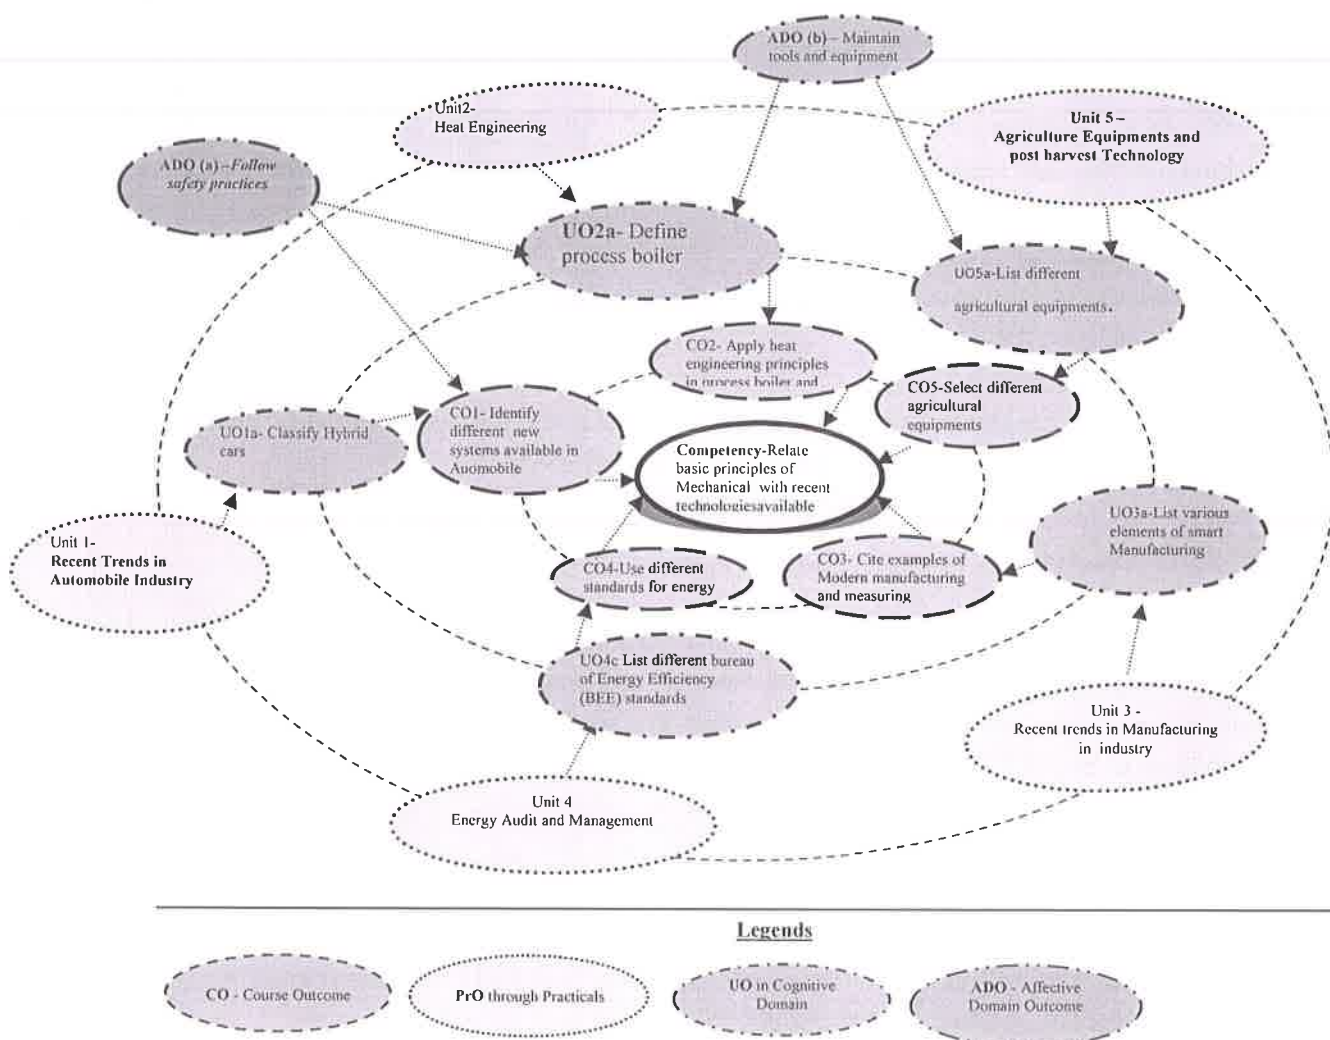 ADO (b) – Maintain
tools and equipment
Unit2-
Heat Engineering
Unit 5 –
Agriculture Equipments and
post harvest Technology
ADO (a) –Follow
safety practices
UO2a- Define
process boiler
UO5a-List different
agricultural equipments.
CO2- Apply heat
engineering principles
in process boiler and
CO5-Select different
agricultural
equipments
CO1- Identify
different new
systems available in
Auomobile
UO1a- Classify Hybrid
cars
Competency-Relate
basic principles of
Mechanical with recent
technologiesavailable
UO3a-List various
elements of smart
Manufacturing
Unit 1-
Recent Trends in
Automobile Industry
CO4-Use different
standards for energy
CO3- Cite examples of
Modern manufacturing
and measuring
UO4c List different bureau
of Energy Efficiency
(BEE) standards
Unit 3 -
Recent trends in Manufacturing
in industry
Unit 4
Energy Audit and Management
Legends
CO - Course Outcome
PrO through Practicals
UO in Cognitive
Domain
ADO - Affective
Domain Outcome